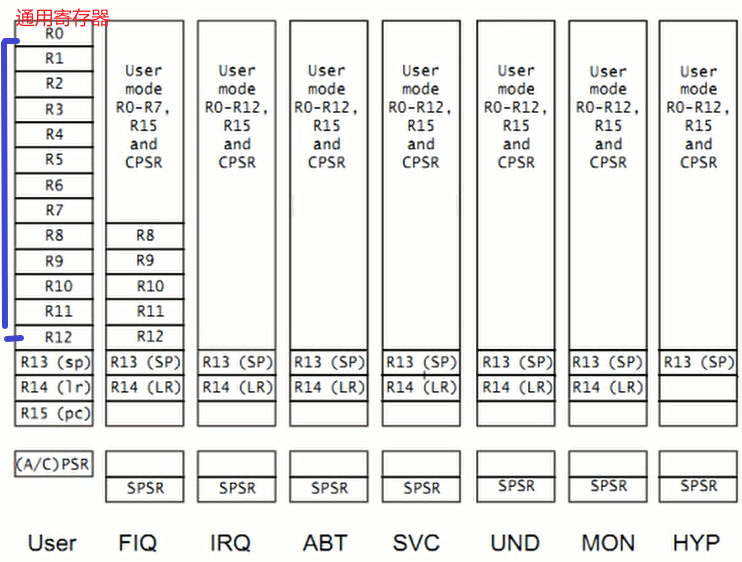 通用寄存器
R0
R1
R2
R3
R4
R5
R6
R7
R8
R9
R10
R11
R12
R13 (sp)
R14 (lr)
R15 (pc)
(A/C)PSR
User
User
mode
R0-R7,
R15
and
CPSR
R8
R9
R10
R11
R12
R13 (SP)
R14 (LR)
SPSR
FIQ
User
mode
R0-R12,
R15
and
CPSR
R13 (SP)
R14 (LR)
SPSR
IRQ
User
mode
R0-R12,
R15
and
CPSR
R13 (SP)
R14 (LR)
SPSR
ABT
User
mode
R0-R12,
R15
and
CPSR
R13 (SP)
R14 (LR)
SPSR
SVC
User
mode
R0-R12,
R15
and
CPSR
R13 (SP)
R14 (LR)
SPSR
UND
User
mode
R0-R12,
R15
and
CPSR
R13 (SP)
R14 (LR)
SPSR
MON
User
mode
R0-R12,
R15
and
CPSR
R13 (SP)
SPSR
HYP